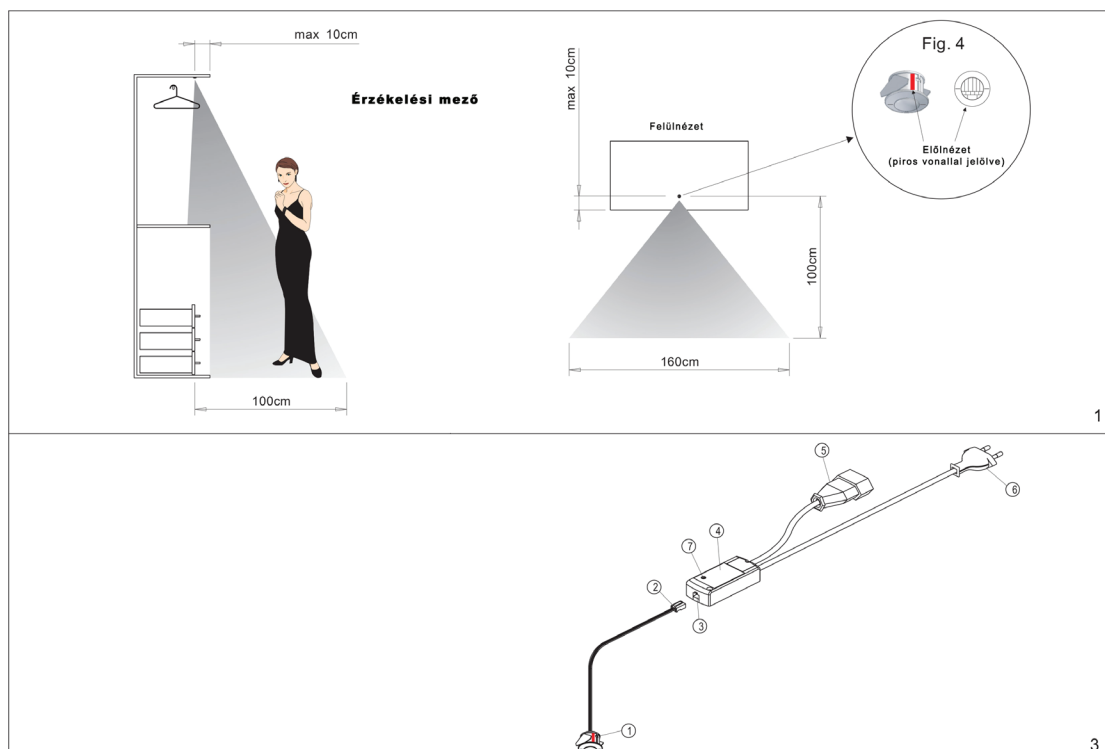 max 10cm
Érzékelési mező
100cm
max 10cm
Felülnézet
100cm
160cm
Fig. 4
Előlnézet
(piros vonallal jelölve)
1
5
6
4
7
2
3
1
3